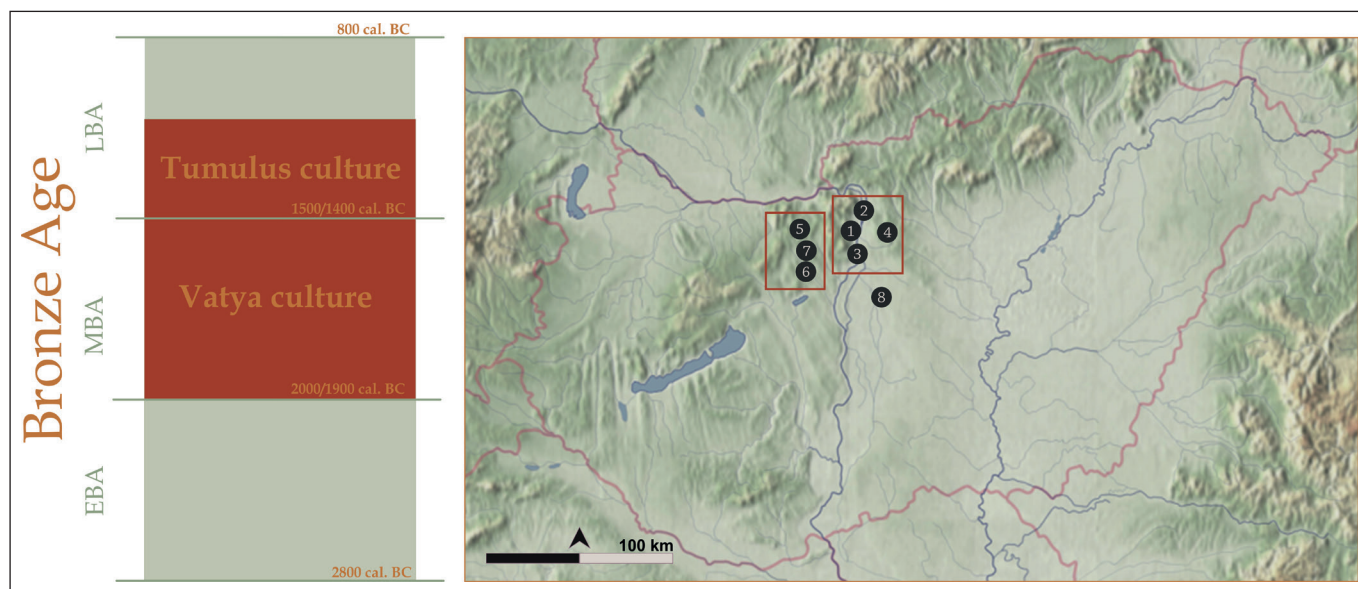 Bronze Age
LBA
MBA
EBA
800 cal. BC
Tumulus culture
1500/1400 cal. BC
Vatya culture
2000/1900 cal. BC
2800 cal. BC
2
1
4
3
5
7
6
8
100 km